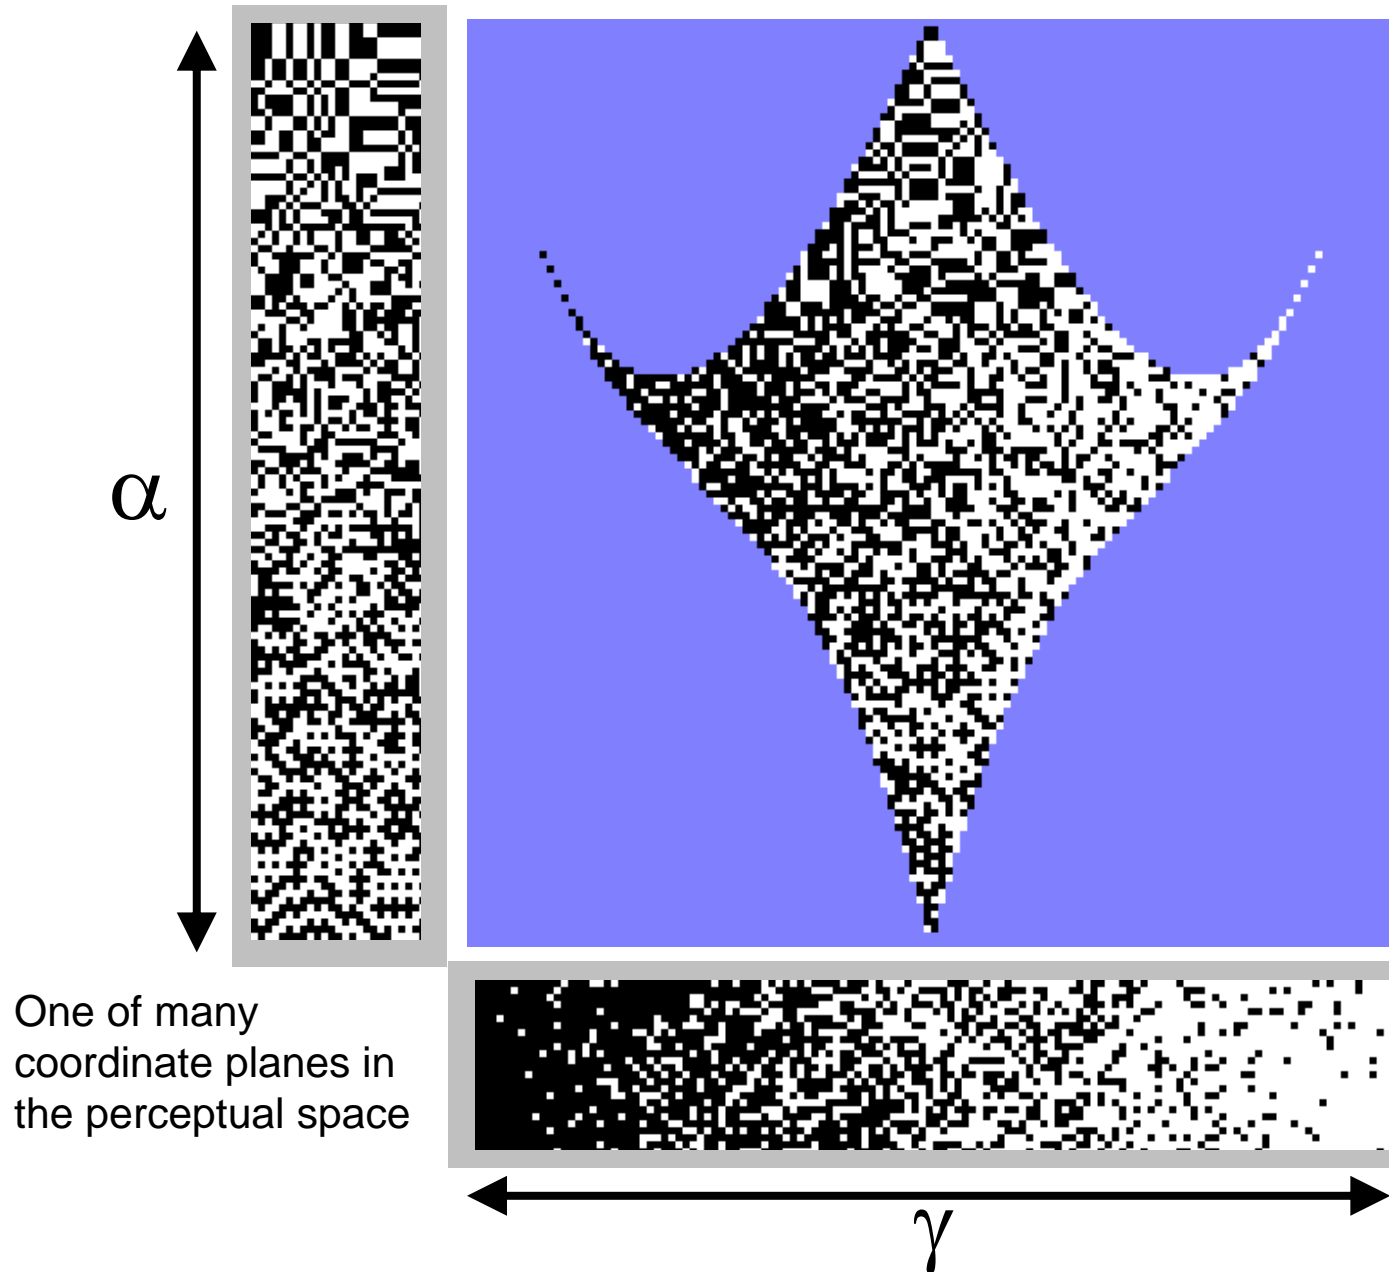 α
One of many
coordinate planes in
the perceptual space
γ